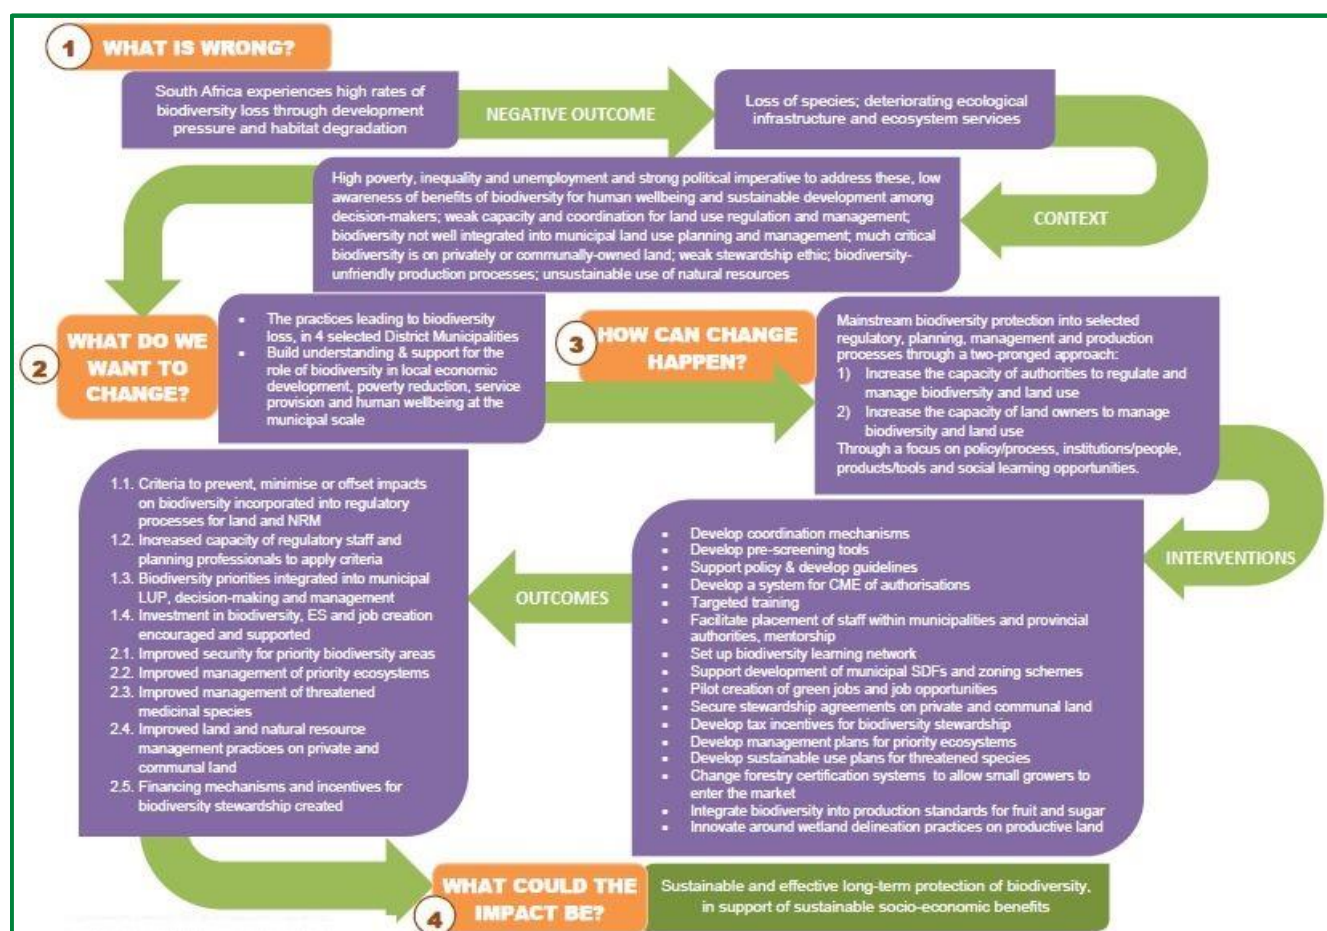 1
WHAT IS WRONG?
South Africa experiences high rates of
biodiversity loss through development
pressure and habitat degradation
NEGATIVE OUTCOME
Loss of species; deteriorating ecological
infrastructure and ecosystem services
CONTEXT
High poverty, inequality and unemployment and strong political imperative to address these, low
awareness of benefits of biodiversity for human wellbeing and sustainable development among
decision-makers; weak capacity and coordination for land use regulation and management;
biodiversity not well integrated into municipal land use planning and management; much critical
biodiversity is on privately or communally-owned land; weak stewardship ethic; biodiversity-
unfriendly production processes; unsustainable use of natural resources
2
WHAT DO WE
WANT TO
CHANGE?
• The practices leading to biodiversity
loss, in 4 selected District Municipalities
• Build understanding & support for the
role of biodiversity in local economic
development, poverty reduction, service
provision and human wellbeing at the
municipal scale
3
HOW CAN CHANGE
HAPPEN?
Mainstream biodiversity protection into selected
regulatory, planning, management and production
processes through a two-pronged approach:
1) Increase the capacity of authorities to regulate and
manage biodiversity and land use
2) Increase the capacity of land owners to manage
biodiversity and land use
Through a focus on policy/process, institutions/people,
products/tools and social learning opportunities.
INTERVENTIONS
• Develop coordination mechanisms
• Develop pre-screening tools
• Support policy & develop guidelines
• Develop a system for CME of authorisations
• Targeted training
• Facilitate placement of staff within municipalities and provincial
authorities, mentorship
• Set up biodiversity learning network
• Support development of municipal SDFs and zoning schemes
• Pilot creation of green jobs and job opportunities
• Secure stewardship agreements on private and communal land
• Develop tax incentives for biodiversity stewardship
• Develop management plans for priority ecosystems
• Develop sustainable use plans for threatened species
• Change forestry certification systems to allow small growers to
enter the market
• Integrate biodiversity into production standards for fruit and sugar
• Innovate around wetland delineation practices on productive land
OUTCOMES
1.1. Criteria to prevent, minimise or offset impacts
on biodiversity incorporated into regulatory
processes for land and NRM
1.2. Increased capacity of regulatory staff and
planning professionals to apply criteria
1.3. Biodiversity priorities integrated into municipal
LUP, decision-making and management
1.4. Investment in biodiversity, ES and job creation
encouraged and supported
2.1. Improved security for priority biodiversity areas
2.2. Improved management of priority ecosystems
2.3. Improved management of threatened
medicinal species
2.4. Improved land and natural resource
management practices on private and
communal land
2.5. Financing mechanisms and incentives for
biodiversity stewardship created
4
WHAT COULD THE
IMPACT BE?
Sustainable and effective long-term protection of biodiversity,
in support of sustainable socio-economic benefits